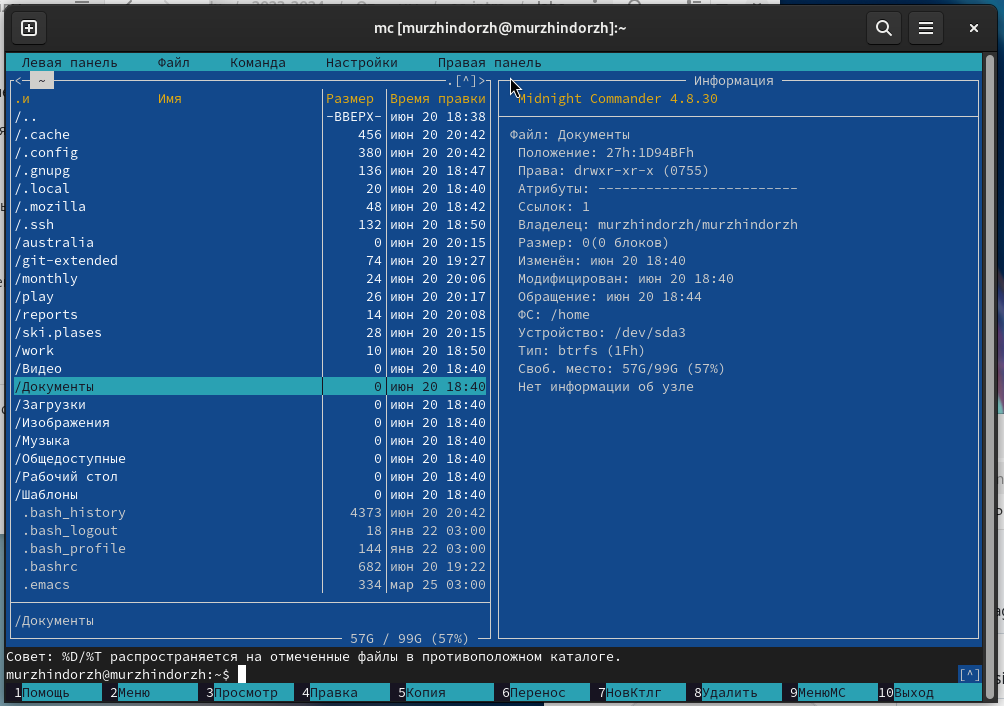 mc [murzhindorzh@murzhindorzh]:~
Левая панель Файл Команда Настройки Правая панель
<─ ~ .[^]>
.и Имя Размер Время правки
/.. -ВВЕРХ- июн 20 18:38
/.cache 456 июн 20 20:42
/.config 380 июн 20 20:42
/.gnupg 136 июн 20 18:47
/.local 20 июн 20 18:40
/.mozilla 48 июн 20 18:42
/.ssh 132 июн 20 18:50
/australia 0 июн 20 20:15
/git-extended 74 июн 20 19:27
/monthly 24 июн 20 20:06
/play 26 июн 20 20:17
/reports 14 июн 20 20:08
/ski.plases 28 июн 20 20:15
/work 10 июн 20 18:50
/Видео 0 июн 20 18:40
/Документы 0 июн 20 18:40
/Загрузки 0 июн 20 18:40
/Изображения 0 июн 20 18:40
/Музыка 0 июн 20 18:40
/Общедоступные 0 июн 20 18:40
/Рабочий стол 0 июн 20 18:40
/Шаблоны 0 июн 20 18:40
.bash_history 4373 июн 20 20:42
.bash_logout 18 янв 22 03:00
.bash_profile 144 янв 22 03:00
.bashrc 682 июн 20 19:22
.emacs 334 мар 25 03:00
/Документы
57G / 99G (57%)
Информация
Midnight Commander 4.8.30
Файл: Документы
Положение: 27h:1D94BFh
Права: drwxr-xr-x (0755)
Атрибуты: -------------------------
Ссылок: 1
Владелец: murzhindorzh/murzhindorzh
Размер: 0(0 блоков)
Изменён: июн 20 18:40
Модифицирован: июн 20 18:40
Обращение: июн 20 18:44
ФС: /home
Устройство: /dev/sda3
Тип: btrfs (1Fh)
Своб. место: 57G/99G (57%)
Нет информации об узле
Совет: %D/%T распространяется на отмеченные файлы в противоположном каталоге.
murzhindorzh@murzhindorzh:~$ [^]
1Помощь 2Меню 3Просмотр 4Правка 5Копия 6Перенос 7НовКтлг 8Удалить 9МенюMC 10Выход